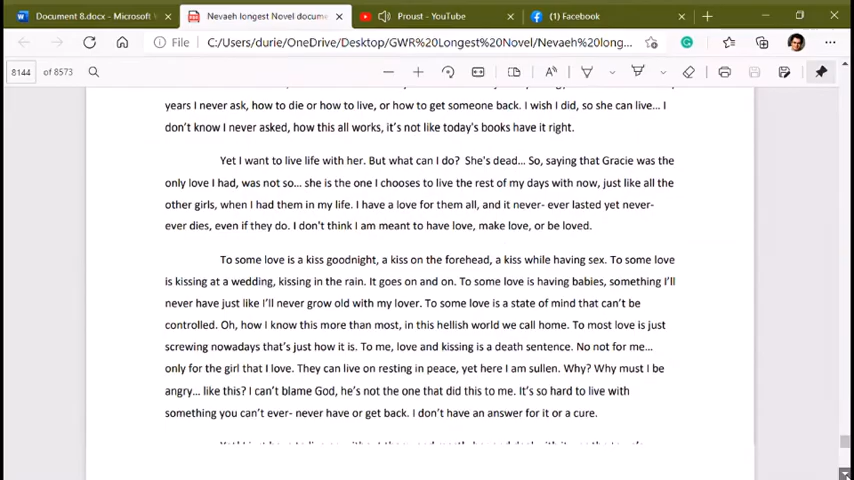 Document 8.docx - Microsoft W
Nevaeh longest Novel docume
Proust - YouTube
(1) Facebook
File
C:/Users/durie/OneDrive/Desktop/GWR%20Longest%20Novel/Nevaeh%20long...
8144 of 8573
years I never ask, how to die or how to live, or how to get someone back. I wish I did, so she can live… I
don't know I never asked, how this all works, it's not like today's books have it right.
Yet I want to live life with her. But what can I do? She's dead… So, saying that Gracie was the
only love I had, was not so… she is the one I chooses to live the rest of my days with now, just like all the
other girls, when I had them in my life. I have a love for them all, and it never- ever lasted yet never-
ever dies, even if they do. I don't think I am meant to have love, make love, or be loved.
To some love is a kiss goodnight, a kiss on the forehead, a kiss while having sex. To some love
is kissing at a wedding, kissing in the rain. It goes on and on. To some love is having babies, something I'll
never have just like I'll never grow old with my lover. To some love is a state of mind that can't be
controlled. Oh, how I know this more than most, in this hellish world we call home. To most love is just
screwing nowadays that's just how it is. To me, love and kissing is a death sentence. No not for me…
only for the girl that I love. They can live on resting in peace, yet here I am sullen. Why? Why must I be
angry… like this? I can't blame God, he's not the one that did this to me. It's so hard to live with
something you can't ever- never have or get back. I don't have an answer for it or a cure.